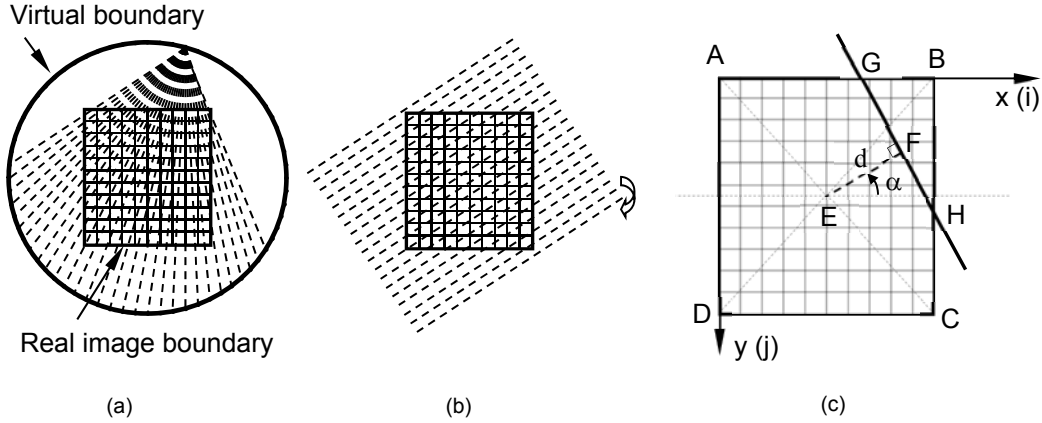 Virtual boundary
Real image boundary
(a)
(b)
A
G
B
x (i)
F
d
α
E
H
D
C
y (j)
(c)